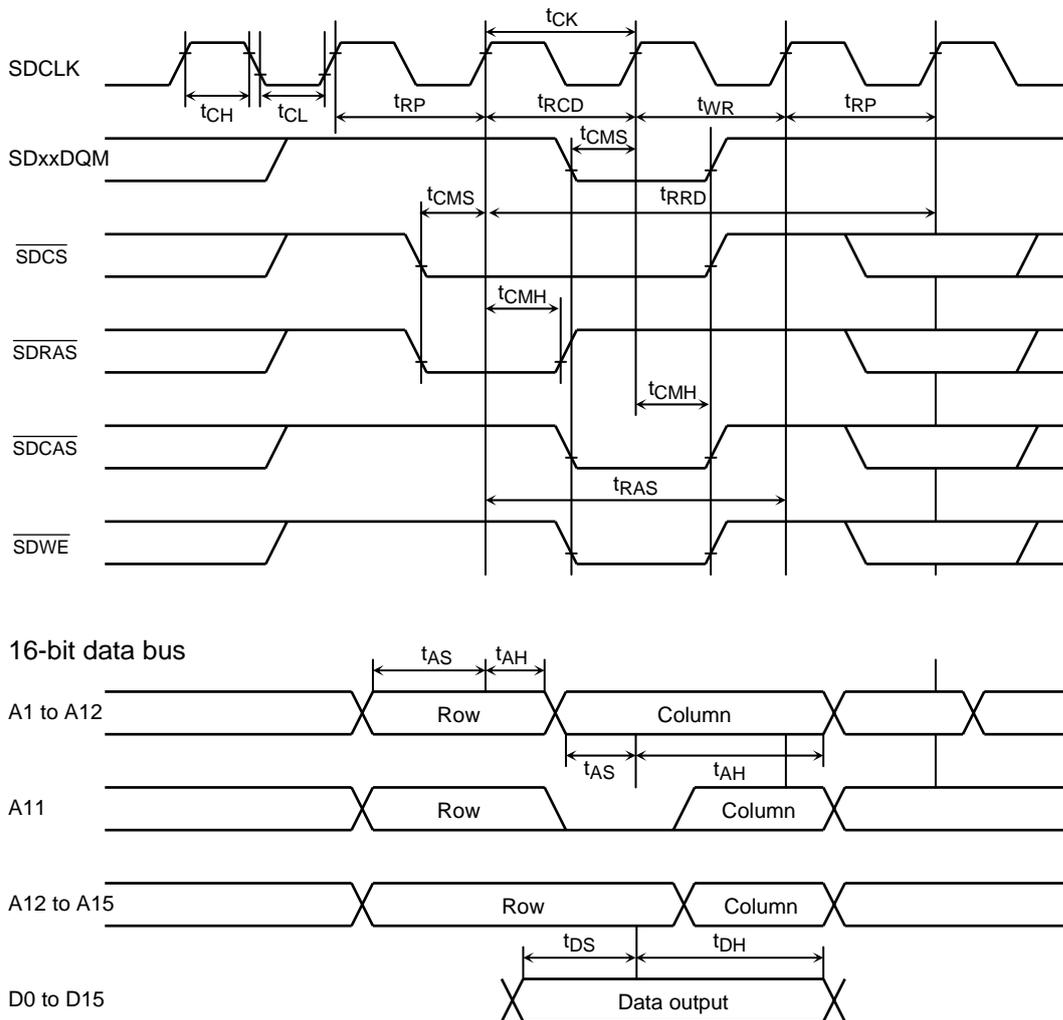 tCK
SDCLK
tCH tCL tRP tRCD tWR tRP
SDxxDQM
tCMS
tCMS tRRD
SDCS
tCMH
SDRAS
tCMH
SDCAS
tRAS
SDWE
16-bit data bus
tAS tAH
A1 to A12 Row Column
tAS tAH
A11 Row Column
A12 to A15 Row Column
tDS tDH
D0 to D15 Data output